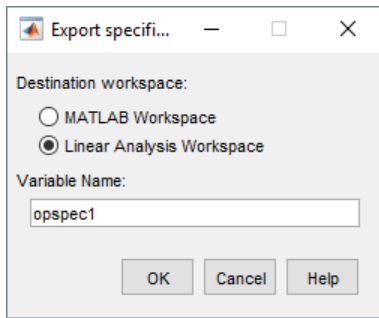 Export specifi...
Destination workspace:
MATLAB Workspace
Linear Analysis Workspace
Variable Name:
opspec1
OK Cancel Help